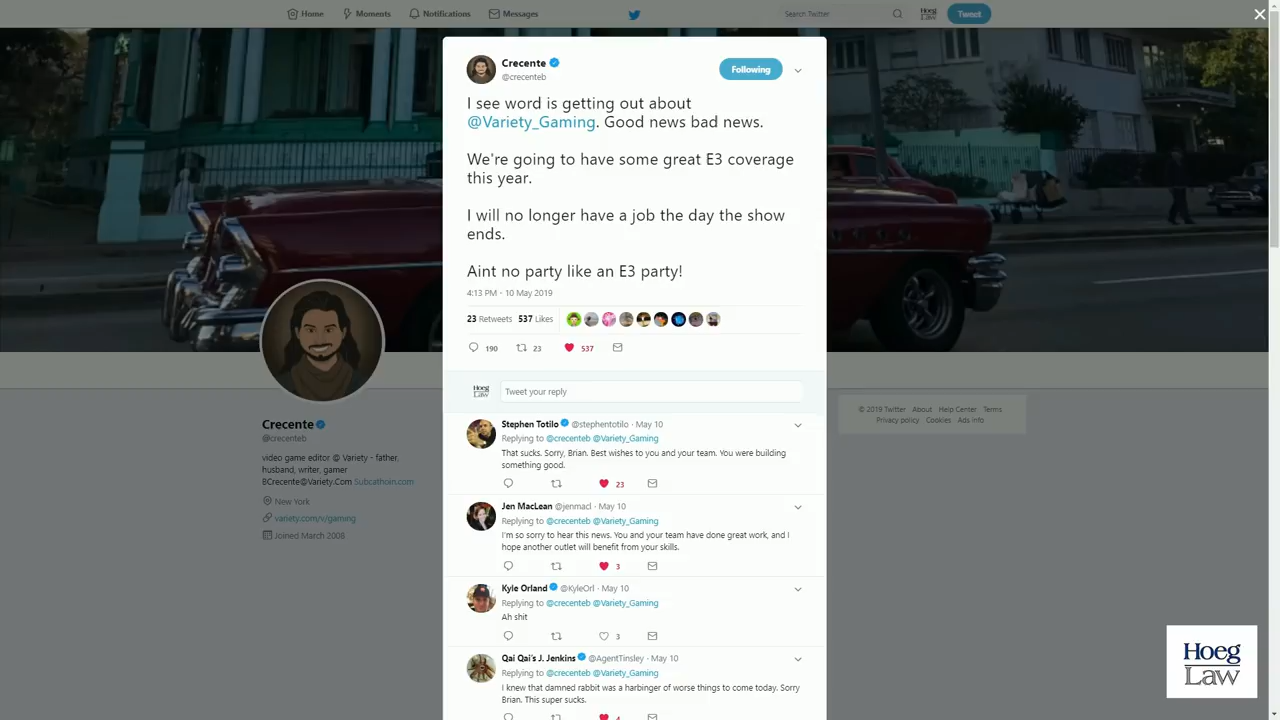 Home Moments Notifications Messages Search Twitter Hoeg Law Tweet
Crecente
@crecenteb
Following
I see word is getting out about
@Variety_Gaming. Good news bad news.
We're going to have some great E3 coverage
this year.
I will no longer have a job the day the show
ends.
Aint no party like an E3 party!
4:13 PM - 10 May 2019
23 Retweets 537 Likes
190 23 537
Hoeg
Law
Tweet your reply
Stephen Totilo @stephentotilo · May 10
Replying to @crecenteb @Variety_Gaming
That sucks. Sorry, Brian. Best wishes to you and your team. You were building
something good.
23
Jen MacLean @jenmacl · May 10
Replying to @crecenteb @Variety_Gaming
I'm so sorry to hear this news. You and your team have done great work, and I
hope another outlet will benefit from your skills.
3
Kyle Orland @KyleOrl · May 10
Replying to @crecenteb @Variety_Gaming
Ah shit
3
Qai Qai's J. Jenkins @AgentTinsley · May 10
Replying to @crecenteb @Variety_Gaming
I knew that damned rabbit was a harbinger of worse things to come today. Sorry
Brian. This super sucks.
4
Crecente
@crecenteb
video game editor @ Variety - father,
husband, writer, gamer
BCrecente@Variety.Com Subcathoin.com
New York
variety.com/v/gaming
Joined March 2008
© 2019 Twitter About Help Center Terms
Privacy policy Cookies Ads info
Hoeg
Law